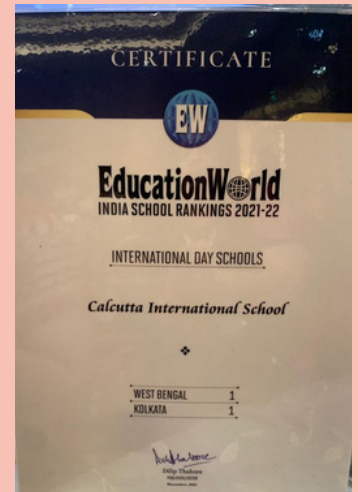 CERTIFICATE
EW
EducationWorld
INDIA SCHOOL RANKINGS 2021-22
INTERNATIONAL DAY SCHOOLS
Calcutta International School
WEST BENGAL 1
KOLKATA 1
Dilip Thakore